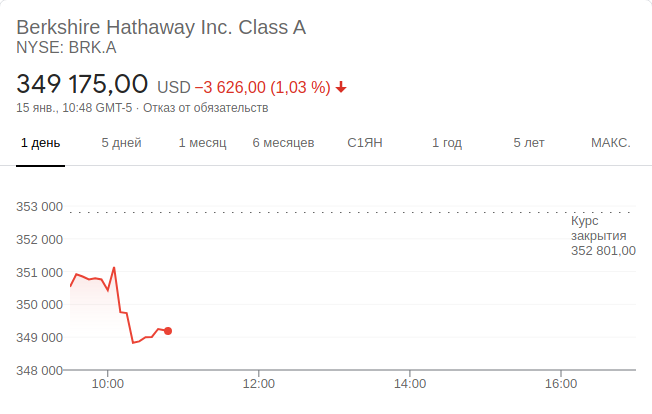 Berkshire Hathaway Inc. Class A
NYSE: BRK.A
349 175,00 USD −3 626,00 (1,03 %)
15 янв., 10:48 GMT-5 · Отказ от обязательств
1 день 5 дней 1 месяц 6 месяцев С1ЯН 1 год 5 лет МАКС.
353 000
Курс
закрытия
352 801,00
352 000
351 000
350 000
349 000
348 000
10:00 12:00 14:00 16:00